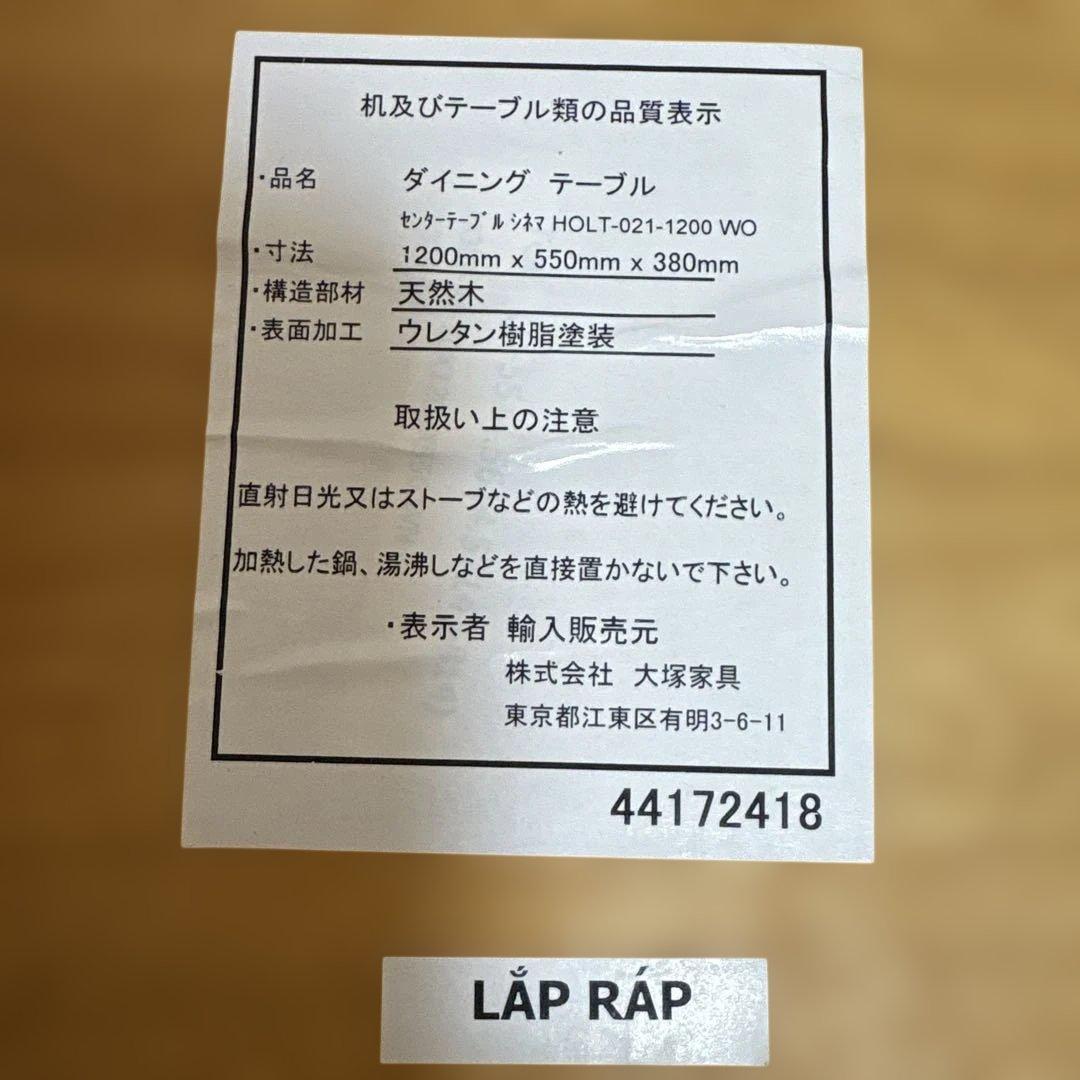 机及びテーブル類の品質表示
・品名 ダイニング テーブル
ｾﾝﾀｰﾃｰﾌﾞﾙ ｼﾈﾏ HOLT-021-1200 WO
・寸法 1200mm x 550mm x 380mm
・構造部材 天然木
・表面加工 ウレタン樹脂塗装
取扱い上の注意
直射日光又はストーブなどの熱を避けてください。
加熱した鍋、湯沸しなどを直接置かないで下さい。
・表示者 輸入販売元
株式会社 大塚家具
東京都江東区有明3-6-11
44172418
LẮP RÁP